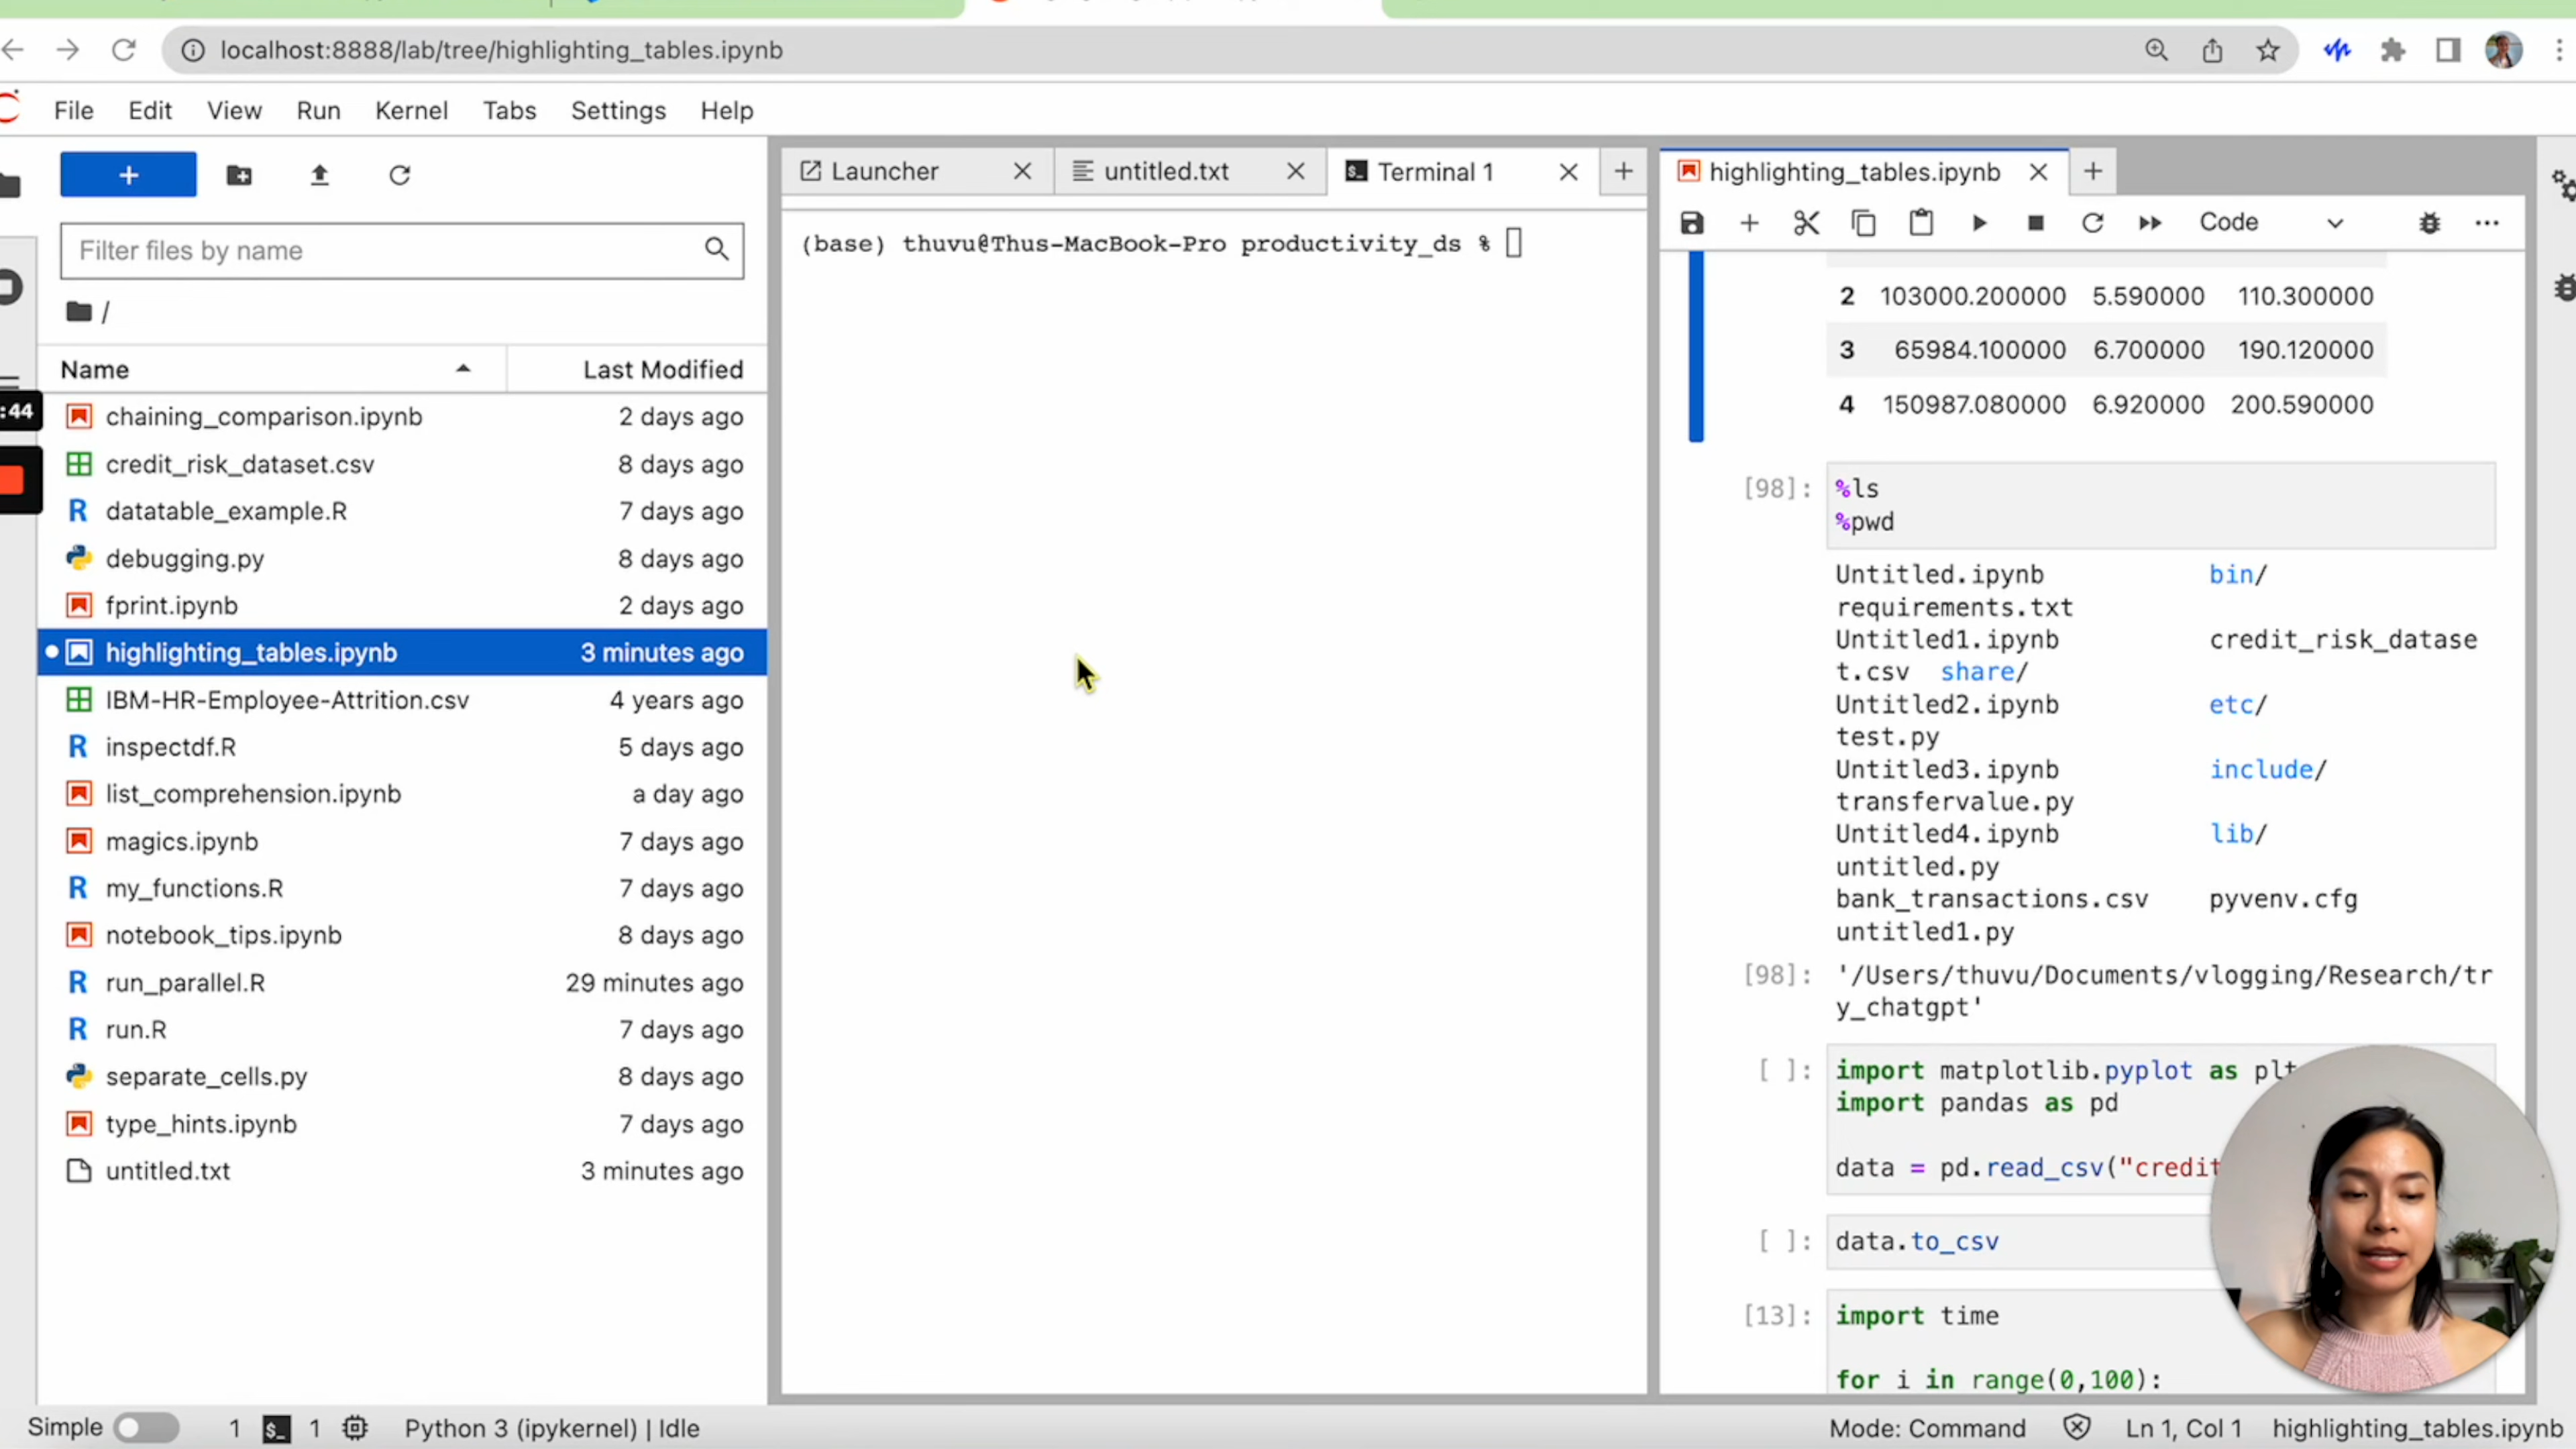 localhost:8888/lab/tree/highlighting_tables.ipynb
File Edit View Run Kernel Tabs Settings Help
+
Filter files by name
/
Name Last Modified
:44
chaining_comparison.ipynb 2 days ago
credit_risk_dataset.csv 8 days ago
R datatable_example.R 7 days ago
debugging.py 8 days ago
fprint.ipynb 2 days ago
highlighting_tables.ipynb 3 minutes ago
IBM-HR-Employee-Attrition.csv 4 years ago
R inspectdf.R 5 days ago
list_comprehension.ipynb a day ago
magics.ipynb 7 days ago
R my_functions.R 7 days ago
notebook_tips.ipynb 8 days ago
R run_parallel.R 29 minutes ago
R run.R 7 days ago
separate_cells.py 8 days ago
type_hints.ipynb 7 days ago
untitled.txt 3 minutes ago
Launcher untitled.txt Terminal 1
(base) thuvu@Thus-MacBook-Pro productivity_ds %
highlighting_tables.ipynb
Code
2 103000.200000 5.590000 110.300000
3 65984.100000 6.700000 190.120000
4 150987.080000 6.920000 200.590000
[98]: %ls
%pwd
Untitled.ipynb bin/
requirements.txt
Untitled1.ipynb credit_risk_datase
t.csv share/
Untitled2.ipynb etc/
test.py
Untitled3.ipynb include/
transfervalue.py
Untitled4.ipynb lib/
untitled.py
bank_transactions.csv pyvenv.cfg
untitled1.py
[98]: '/Users/thuvu/Documents/vlogging/Research/tr
y_chatgpt'
[ ]: import matplotlib.pyplot as plt
import pandas as pd
data = pd.read_csv("credit
[ ]: data.to_csv
[13]: import time
for i in range(0,100):
Simple 1 $_ 1 Python 3 (ipykernel) | Idle
Mode: Command Ln 1, Col 1 highlighting_tables.ipynb